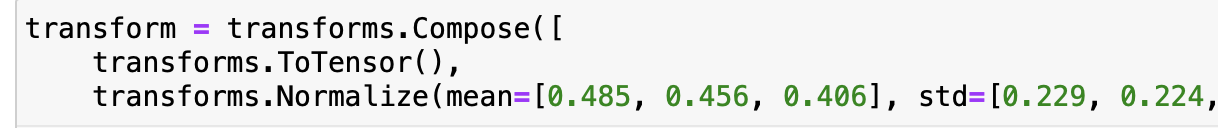 transform = transforms.Compose([
    transforms.ToTensor(),
    transforms.Normalize(mean=[0.485, 0.456, 0.406], std=[0.229, 0.224,